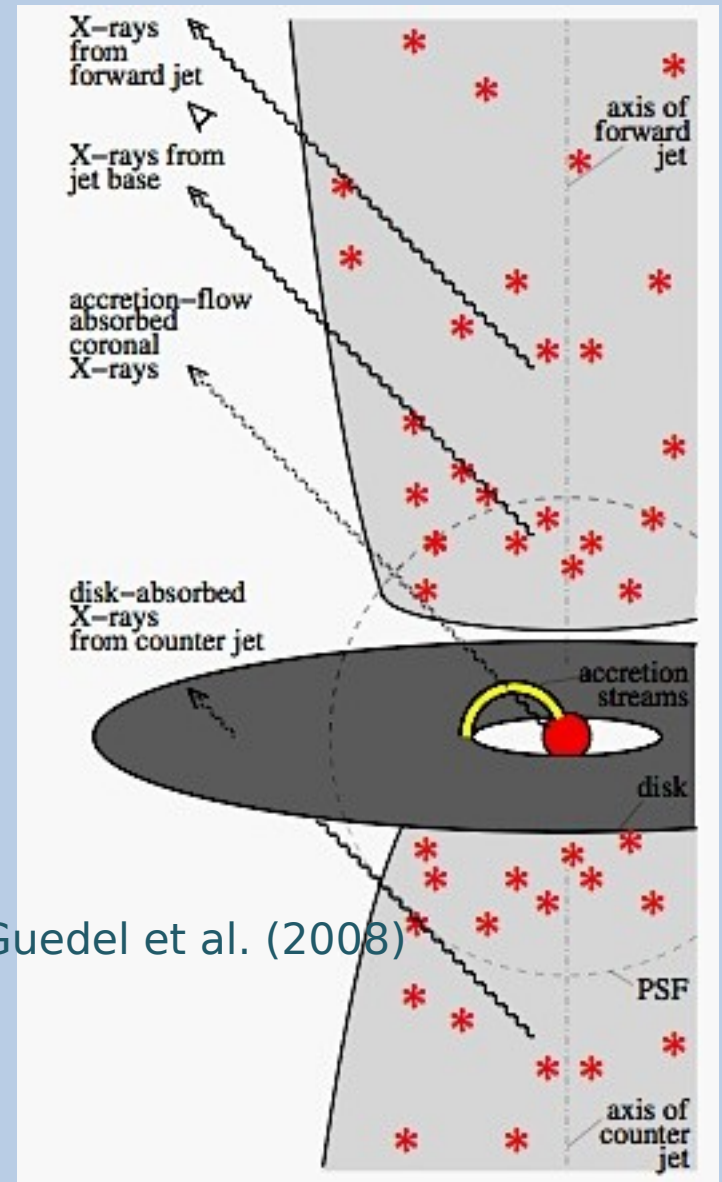 X-rays
from
forward jet
axis of
forward
jet
X-rays from
jet base
accretion-flow
absorbed
coronal
X-rays
disk-absorbed
X-rays
from counter jet
accretion
streams
disk
Guedel et al. (2008)
PSF
axis of
counter
jet